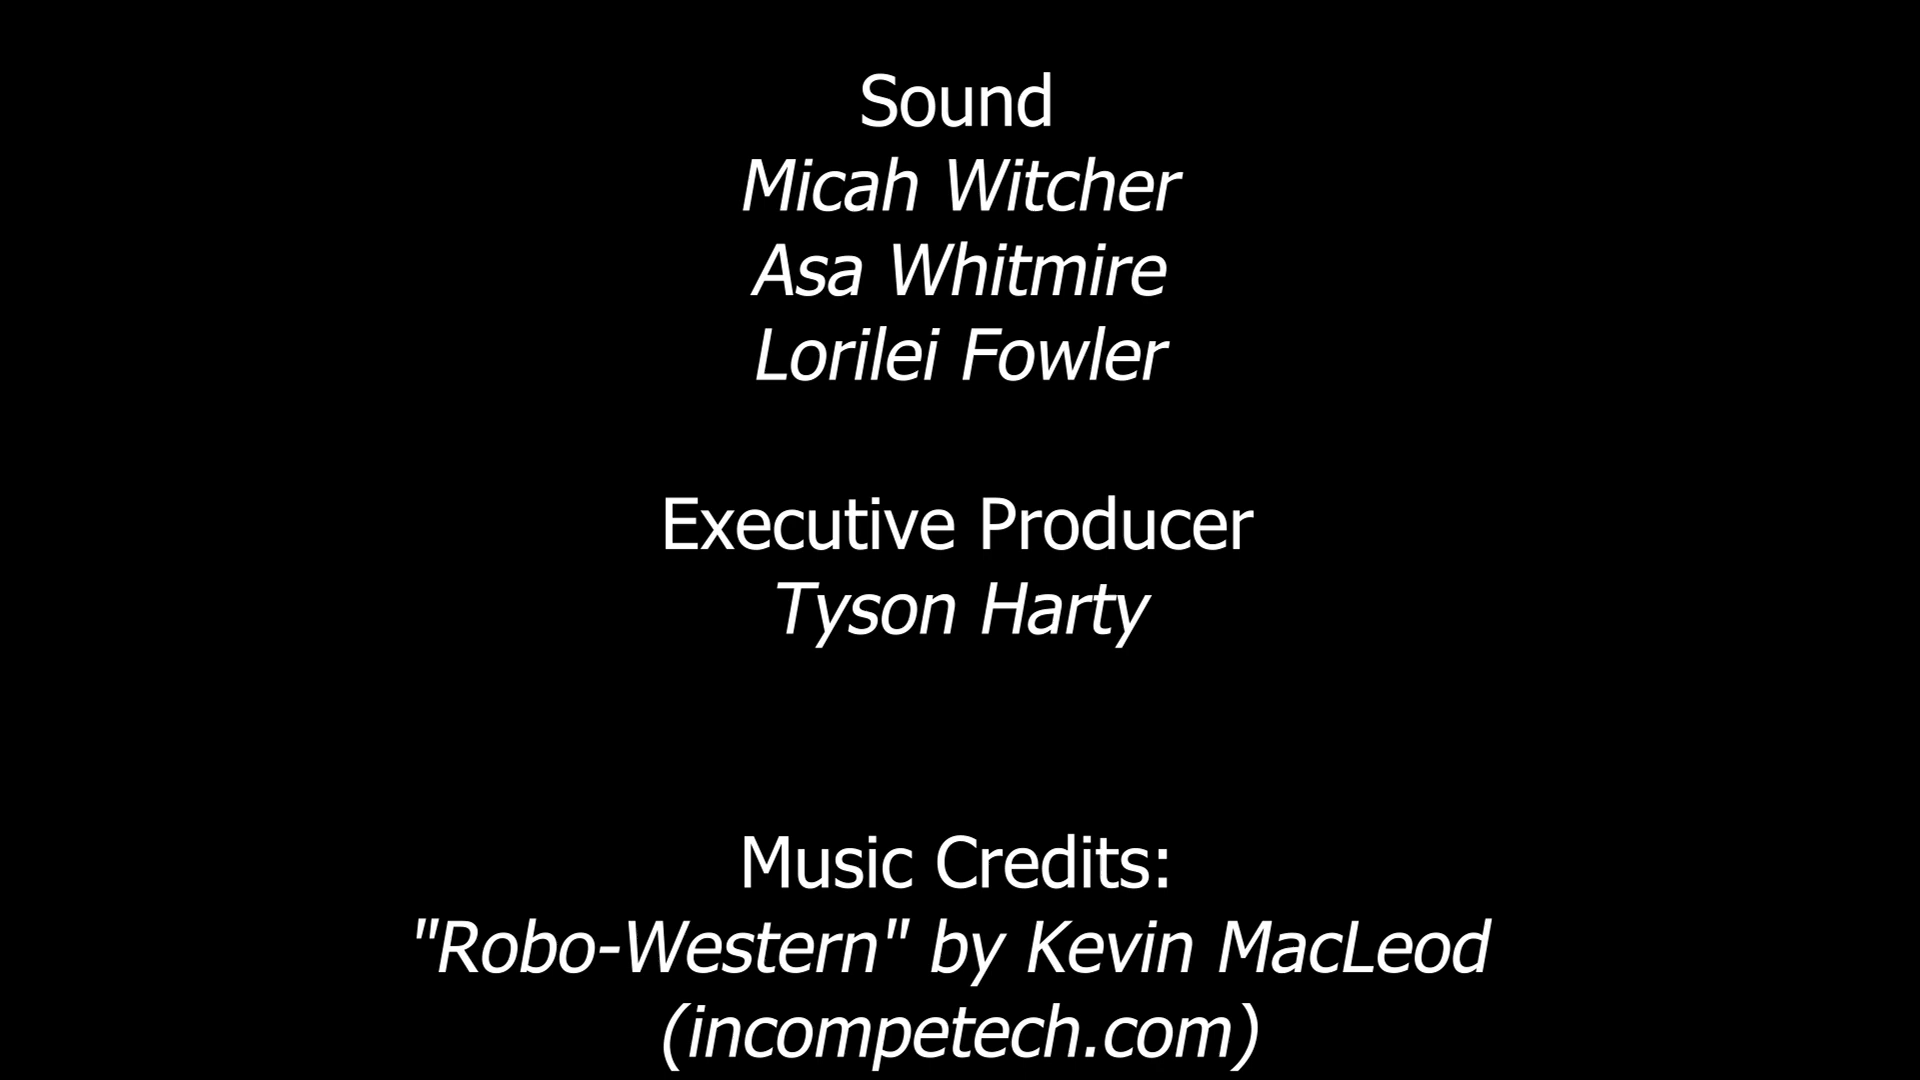 Sound
Micah Witcher
Asa Whitmire
Lorilei Fowler
Executive Producer
Tyson Harty
Music Credits:
"Robo-Western" by Kevin MacLeod
(incompetech.com)